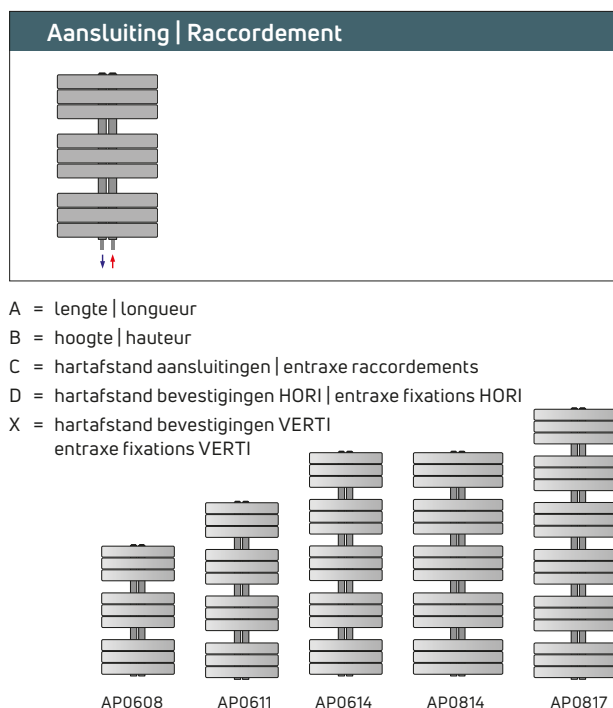 Aansluiting | Raccordement
A = lengte | longueur
B = hoogte | hauteur
C = hartafstand aansluitingen | entraxe raccordements
D = hartafstand bevestigingen HORI | entraxe fixations HORI
X = hartafstand bevestigingen VERTI
entraxe fixations VERTI
AP0608 AP0611 AP0614 AP0814 AP0817